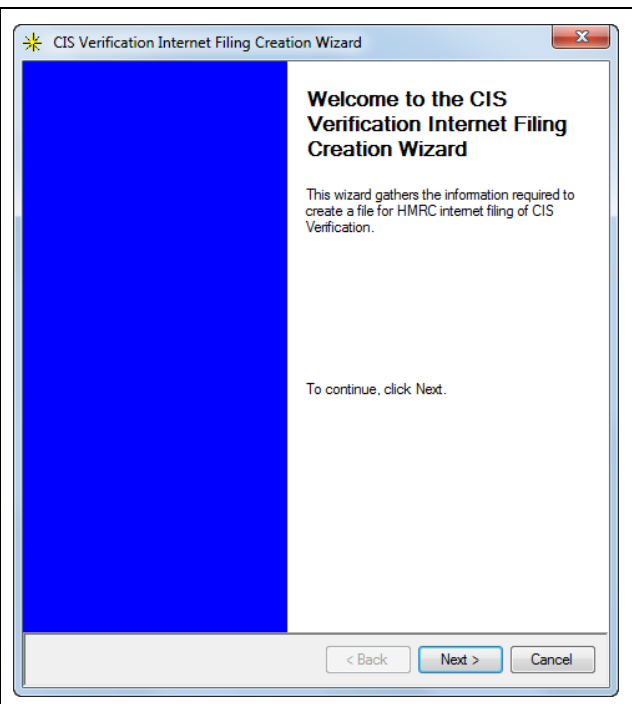 CIS Verification Internet Filing Creation Wizard
Welcome to the CIS
Verification Internet Filing
Creation Wizard
This wizard gathers the information required to
create a file for HMRC internet filing of CIS
Verification.
To continue, click Next.
< Back
Next >
Cancel